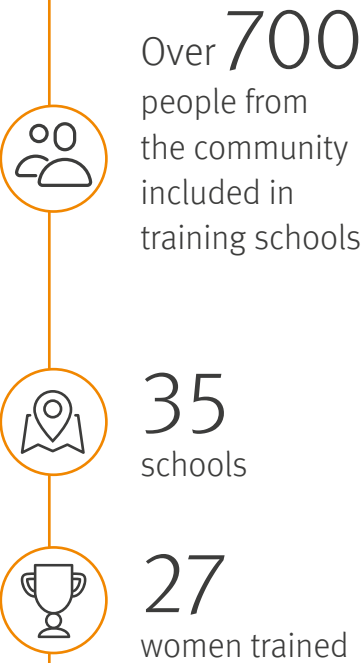 Over 700
people from
the community
included in
training schools
35
schools
27
women trained